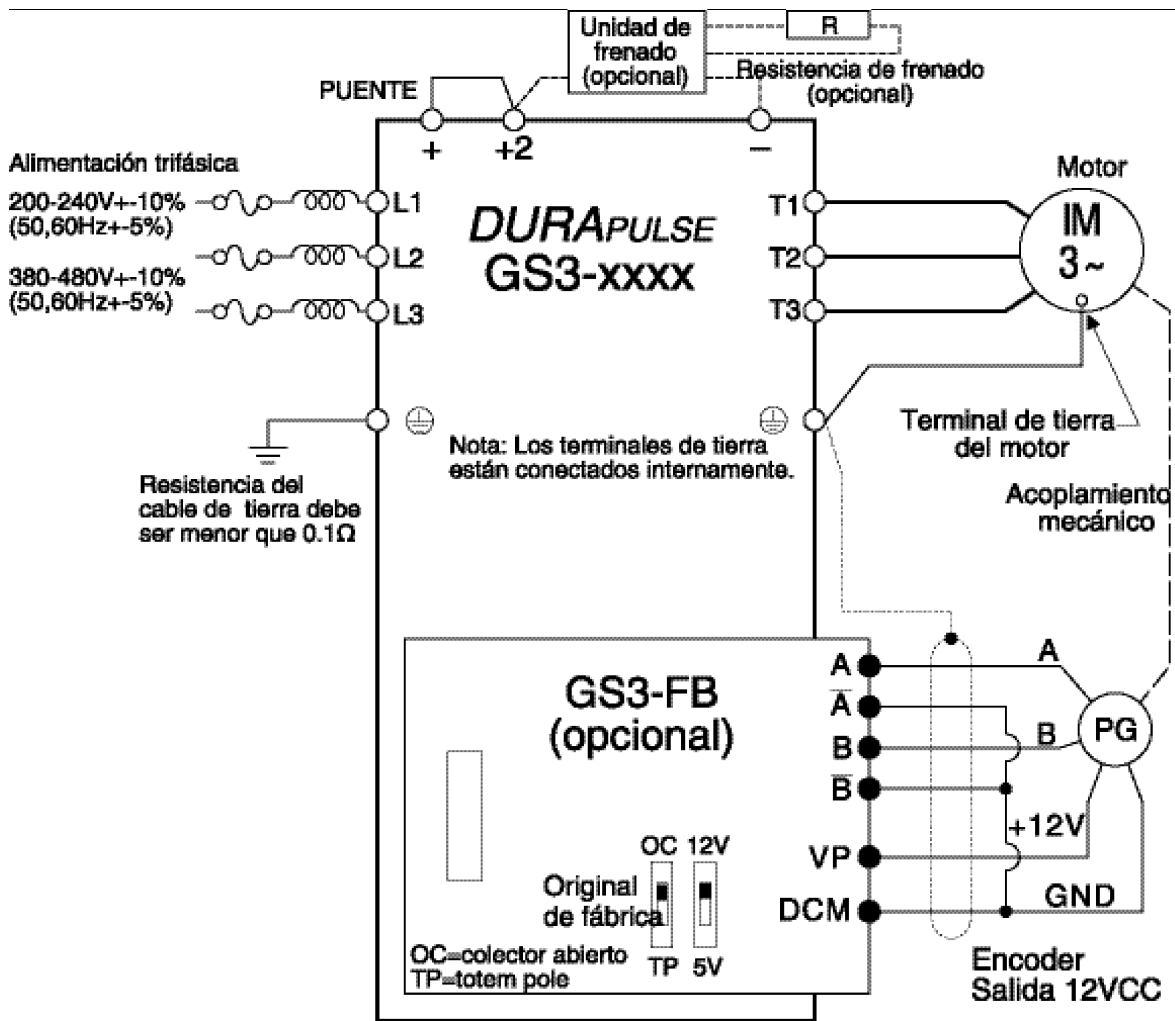 Unidad de
frenado
(opcional)
R
Resistencia de frenado
(opcional)
PUENTE
+
+2
−
Alimentación trifásica
200-240V+-10%
(50,60Hz+-5%)
380-480V+-10%
(50,60Hz+-5%)
L1
L2
L3
DURAPULSE
GS3-xxxx
T1
T2
T3
Motor
IM
3~
Nota: Los terminales de tierra
están conectados internamente.
Terminal de tierra
del motor
Resistencia del
cable de tierra debe
ser menor que 0.1Ω
Acoplamiento
mecánico
GS3-FB
(opcional)
A
A̅
B
B̅
VP
DCM
A
B
PG
+12V
GND
OC 12V
Original
de fábrica
TP 5V
OC=colector abierto
TP=totem pole
Encoder
Salida 12VCC